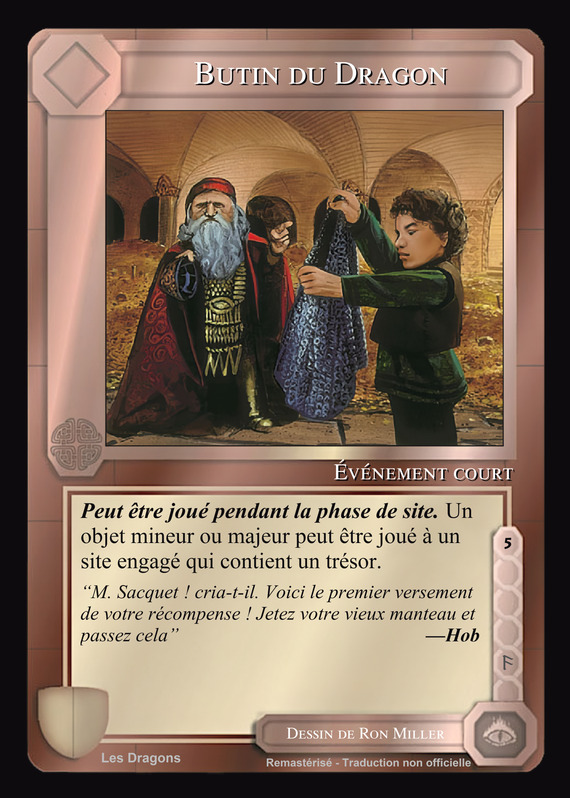 Butin du Dragon
Événement court
Peut être joué pendant la phase de site. Un
objet mineur ou majeur peut être joué à un
site engagé qui contient un trésor.
“M. Sacquet ! cria-t-il. Voici le premier versement
de votre récompense ! Jetez votre vieux manteau et
passez cela” —Hob
5
Dessin de Ron Miller
Les Dragons
Remastérisé - Traduction non officielle